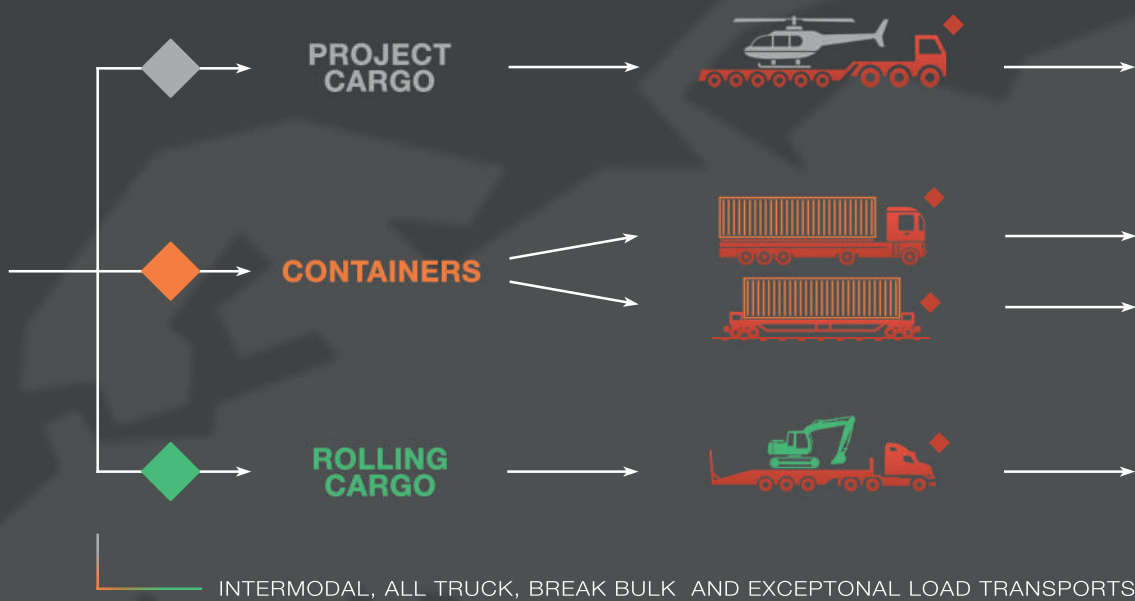 PROJECT
CARGO
CONTAINERS
ROLLING
CARGO
INTERMODAL, ALL TRUCK, BREAK BULK AND EXCEPTONAL LOAD TRANSPORTS